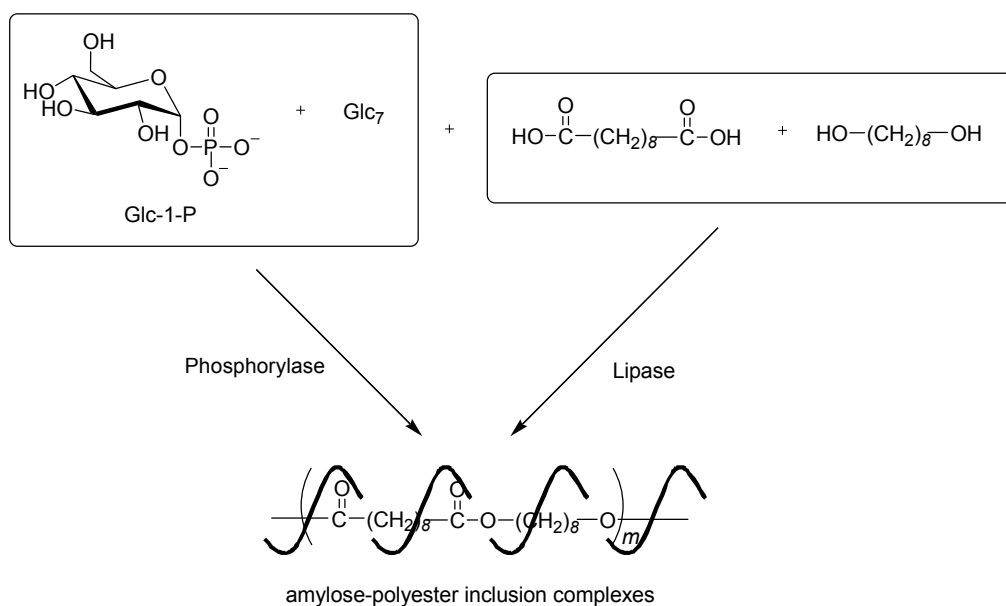 OH
HO
HO
O
OH
O
O–P–O⁻
O⁻
Glc-1-P
+
Glc₇
+
O O
HO–C–(CH₂)₈–C–OH
+
HO–(CH₂)₈–OH
Phosphorylase
Lipase
O O
C–(CH₂)₈–C–O–(CH₂)₈–O
m
amylose-polyester inclusion complexes